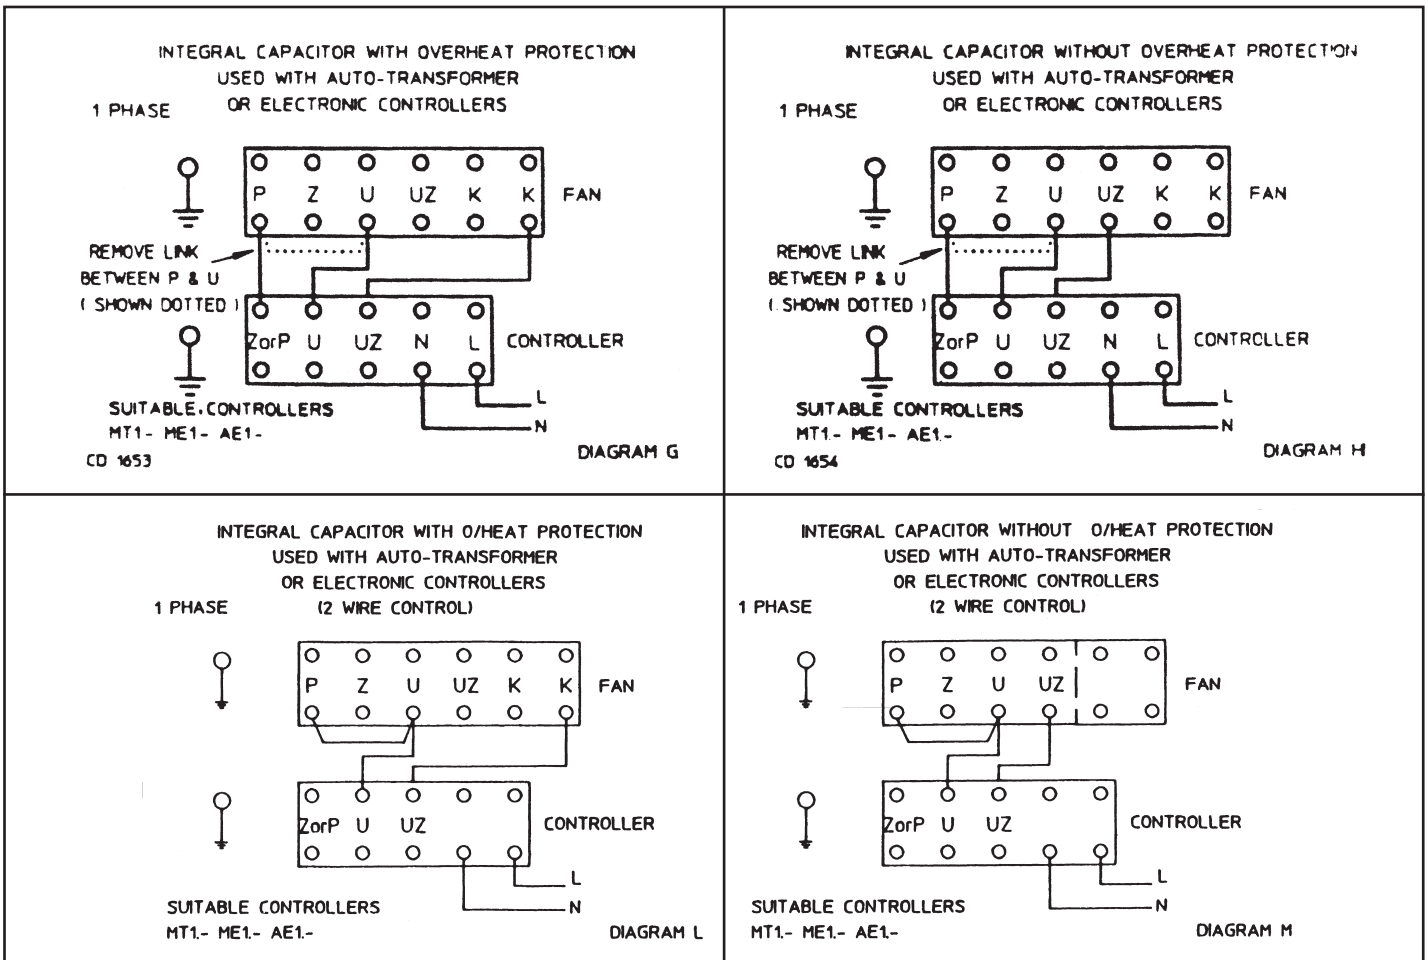 INTEGRAL CAPACITOR WITH OVERHEAT PROTECTION
USED WITH AUTO-TRANSFORMER
OR ELECTRONIC CONTROLLERS
1 PHASE
P Z U UZ K K
FAN
REMOVE LINK
BETWEEN P & U
( SHOWN DOTTED )
ZorP U UZ N L
CONTROLLER
L
N
SUITABLE CONTROLLERS
MT1.- ME1- AE1.-
CD 1653
DIAGRAM G
INTEGRAL CAPACITOR WITHOUT OVERHEAT PROTECTION
USED WITH AUTO-TRANSFORMER
OR ELECTRONIC CONTROLLERS
1 PHASE
P Z U UZ K K
FAN
REMOVE LINK
BETWEEN P & U
( SHOWN DOTTED )
ZorP U UZ N L
CONTROLLER
L
N
SUITABLE CONTROLLERS
MT1.- ME1- AE1.-
CD 1654
DIAGRAM H
INTEGRAL CAPACITOR WITH O/HEAT PROTECTION
USED WITH AUTO-TRANSFORMER
OR ELECTRONIC CONTROLLERS
1 PHASE
(2 WIRE CONTROL)
P Z U UZ K K
FAN
ZorP U UZ
CONTROLLER
L
N
SUITABLE CONTROLLERS
MT1.- ME1.- AE1.-
DIAGRAM L
INTEGRAL CAPACITOR WITHOUT O/HEAT PROTECTION
USED WITH AUTO-TRANSFORMER
OR ELECTRONIC CONTROLLERS
1 PHASE
(2 WIRE CONTROL)
P Z U UZ
FAN
ZorP U UZ
CONTROLLER
L
N
SUITABLE CONTROLLERS
MT1.- ME1.- AE1.-
DIAGRAM M